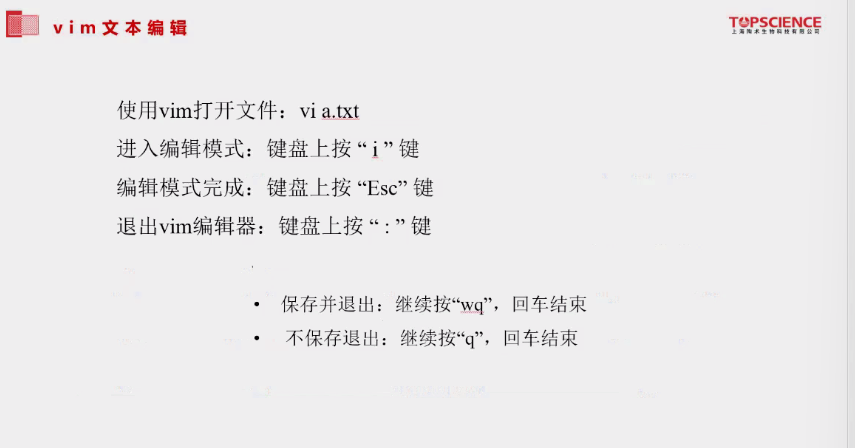 vim文本编辑
TOPSCIENCE
上海陶术生物科技有限公司
使用vim打开文件：vi a.txt
进入编辑模式：键盘上按 “ i ” 键
编辑模式完成：键盘上按 “Esc” 键
退出vim编辑器：键盘上按 “ : ” 键
• 保存并退出：继续按“wq”，回车结束
• 不保存退出：继续按“q”，回车结束